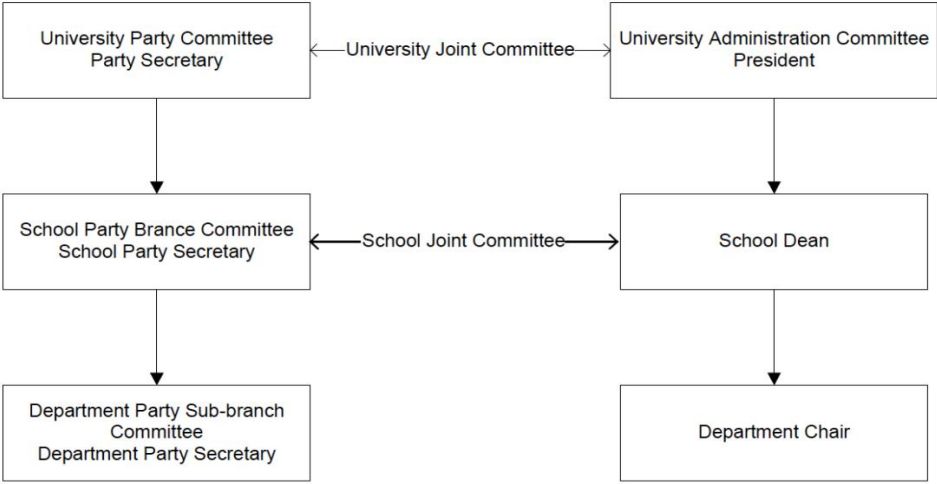 University Party Committee
Party Secretary
University Joint Committee
University Administration Committee
President
School Party Brance Committee
School Party Secretary
School Joint Committee
School Dean
Department Party Sub-branch
Committee
Department Party Secretary
Department Chair